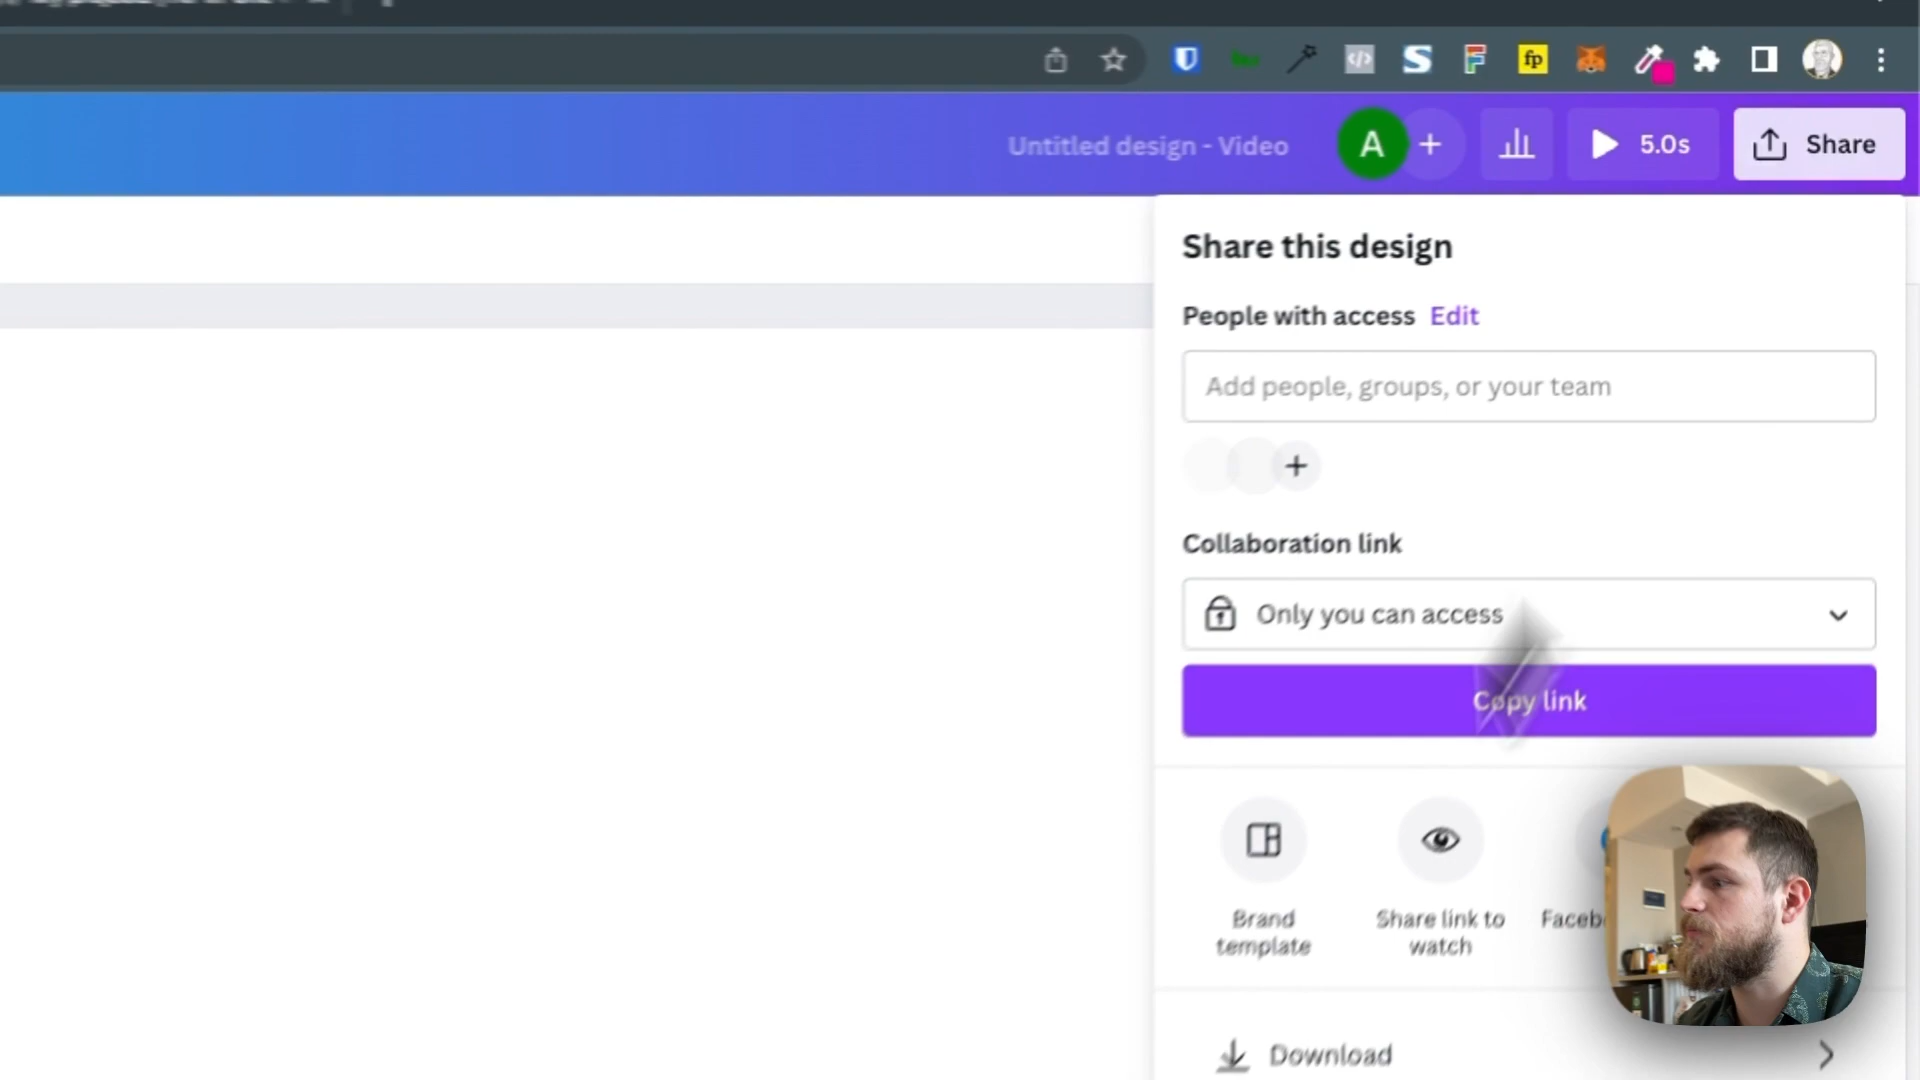 fp
Untitled design - Video
A
5.0s
Share
Share this design
People with access Edit
Add people, groups, or your team
Collaboration link
Only you can access
Copy link
Brand
template
Share link to
watch
Faceb
Download